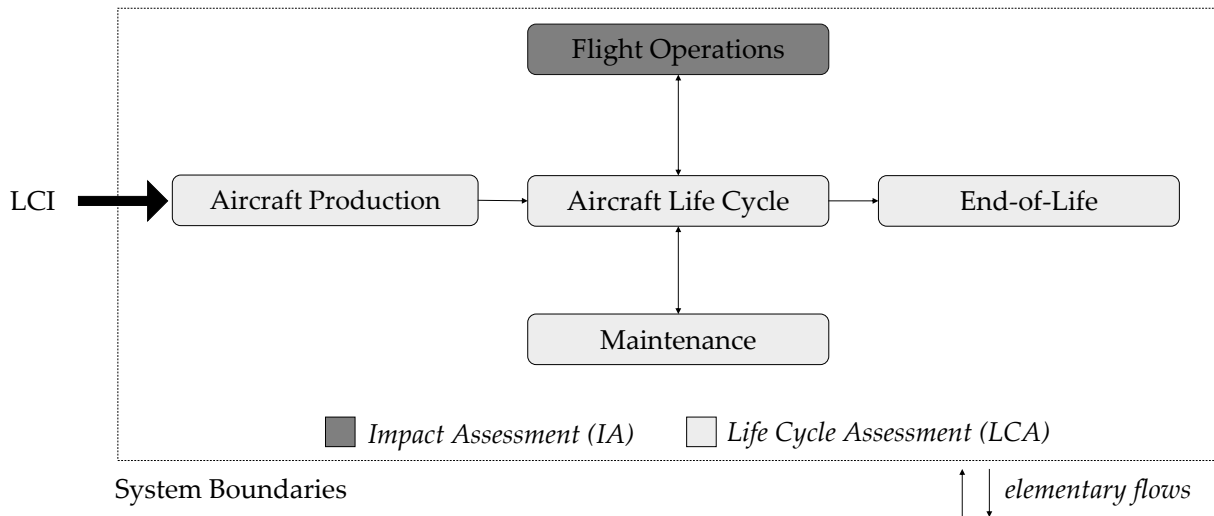 Flight Operations
LCI
Aircraft Production
Aircraft Life Cycle
End-of-Life
Maintenance
Impact Assessment (IA)
Life Cycle Assessment (LCA)
System Boundaries
elementary flows